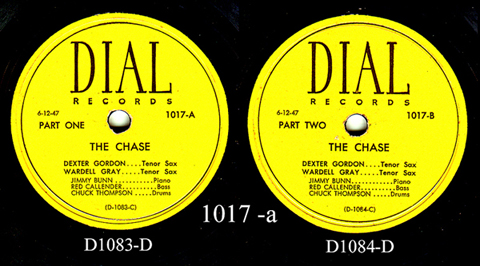 DIAL
RECORDS
6-12-47
1017-A
PART ONE
THE CHASE
DEXTER GORDON....Tenor Sax
WARDELL GRAY.....Tenor Sax
JIMMY BUNN...........Piano
RED CALLENDER..........Bass
CHUCK THOMPSON.....Drums
(D-1083-C)
DIAL
RECORDS
6-12-47
1017-B
PART TWO
THE CHASE
DEXTER GORDON....Tenor Sax
WARDELL GRAY.....Tenor Sax
JIMMY BUNN...........Piano
RED CALLENDER..........Bass
CHUCK THOMPSON.....Drums
(D-1084-C)
1017 -a
D1083-D
D1084-D